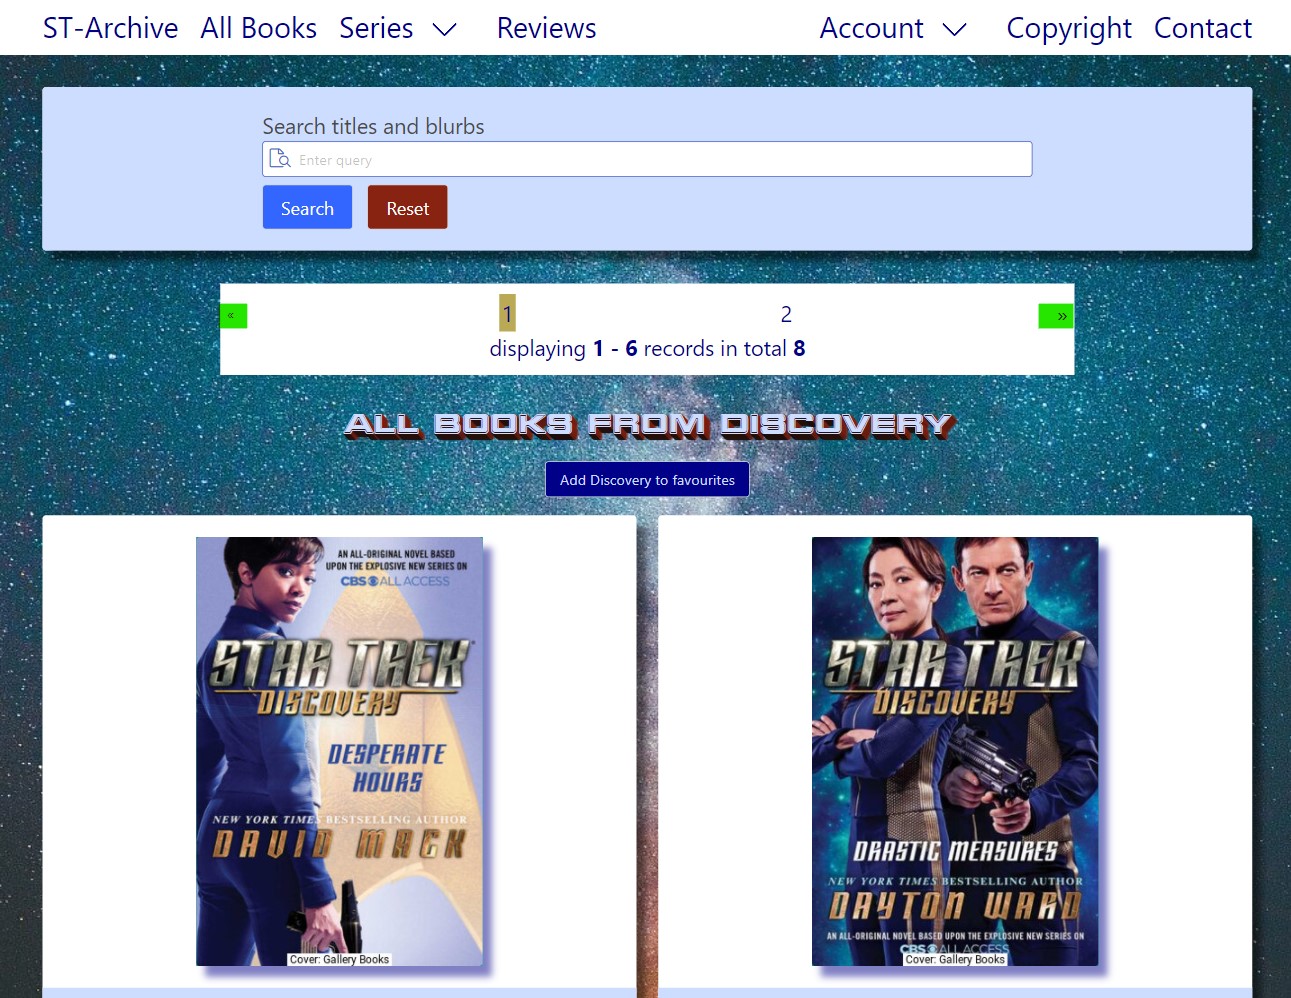 ST-Archive All Books Series Reviews Account Copyright Contact
Search titles and blurbs
Enter query
Search Reset
« 1 2 »
displaying 1 - 6 records in total 8
ALL BOOKS FROM DISCOVERY
Add Discovery to favourites
AN ALL-ORIGINAL NOVEL BASED
UPON THE EXPLOSIVE NEW SERIES ON
CBS ALL ACCESS
STAR TREK
DISCOVERY
DESPERATE
HOURS
NEW YORK TIMES BESTSELLING AUTHOR
DAVID MACK
Cover: Gallery Books
STAR TREK
DISCOVERY
DRASTIC MEASURES
NEW YORK TIMES BESTSELLING AUTHOR
DAYTON WARD
AN ALL-ORIGINAL NOVEL BASED UPON THE EXPLOSIVE NEW SERIES ON
CBS ALL ACCESS
Cover: Gallery Books